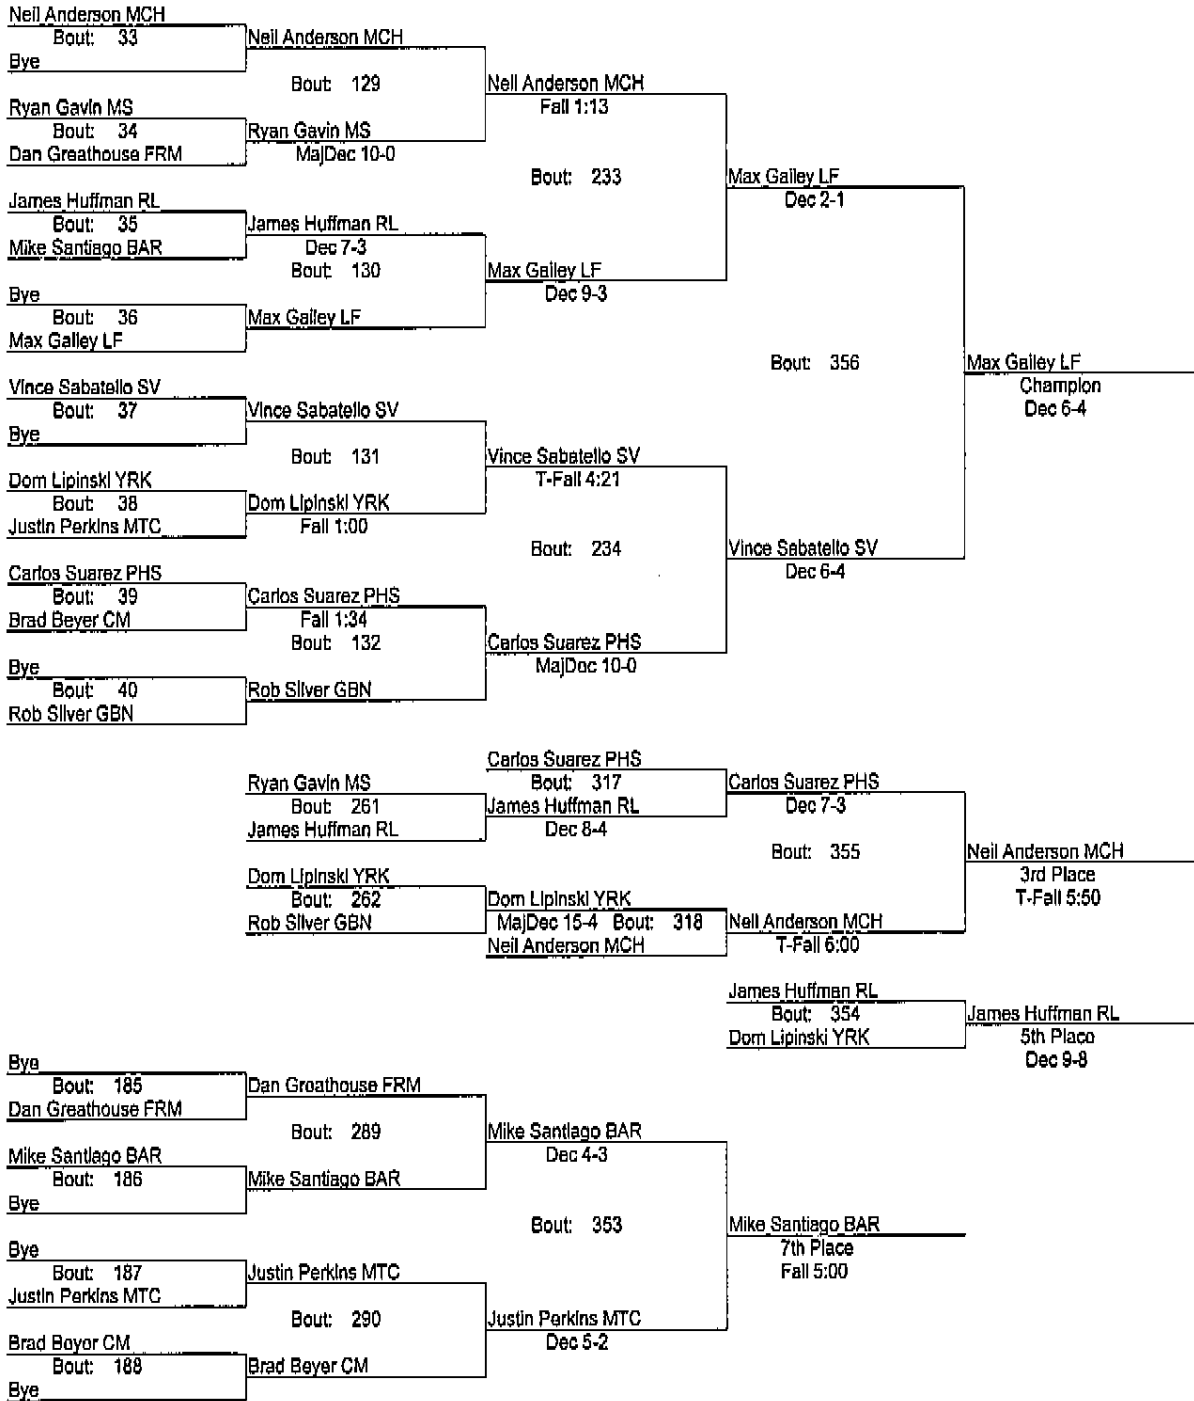 Neil Anderson MCH
Bout: 33
Neil Anderson MCH
Bye
Bout: 129
Neil Anderson MCH
Fall 1:13
Ryan Gavin MS
Bout: 34
Ryan Gavin MS
Dan Greathouse FRM
MajDec 10-0
Bout: 233
Max Gailey LF
Dec 2-1
James Huffman RL
Bout: 35
James Huffman RL
Mike Santiago BAR
Dec 7-3
Bout: 130
Max Gailey LF
Dec 9-3
Bye
Bout: 36
Max Gailey LF
Max Gailey LF
Bout: 356
Max Gailey LF
Champion
Dec 6-4
Vince Sabatello SV
Bout: 37
Vince Sabatello SV
Bye
Bout: 131
Vince Sabatello SV
T-Fall 4:21
Dom Lipinski YRK
Bout: 38
Dom Lipinski YRK
Justin Perkins MTC
Fall 1:00
Bout: 234
Vince Sabatello SV
Dec 6-4
Carlos Suarez PHS
Bout: 39
Carlos Suarez PHS
Brad Beyer CM
Fall 1:34
Bout: 132
Carlos Suarez PHS
MajDec 10-0
Bye
Bout: 40
Rob Silver GBN
Rob Silver GBN
Carlos Suarez PHS
Ryan Gavin MS
Bout: 317
Carlos Suarez PHS
Bout: 261
James Huffman RL
Dec 7-3
James Huffman RL
Dec 8-4
Bout: 355
Neil Anderson MCH
3rd Place
T-Fall 5:50
Dom Lipinski YRK
Bout: 262
Dom Lipinski YRK
Rob Silver GBN
MajDec 15-4 Bout: 318
Neil Anderson MCH
Neil Anderson MCH
T-Fall 6:00
James Huffman RL
Bout: 354
James Huffman RL
Dom Lipinski YRK
5th Place
Dec 9-8
Bye
Bout: 185
Dan Greathouse FRM
Dan Greathouse FRM
Bout: 289
Mike Santiago BAR
Dec 4-3
Mike Santiago BAR
Bout: 186
Mike Santiago BAR
Bye
Bout: 353
Mike Santiago BAR
7th Place
Fall 5:00
Bye
Bout: 187
Justin Perkins MTC
Justin Perkins MTC
Bout: 290
Justin Perkins MTC
Dec 5-2
Brad Beyer CM
Bout: 188
Brad Beyer CM
Bye